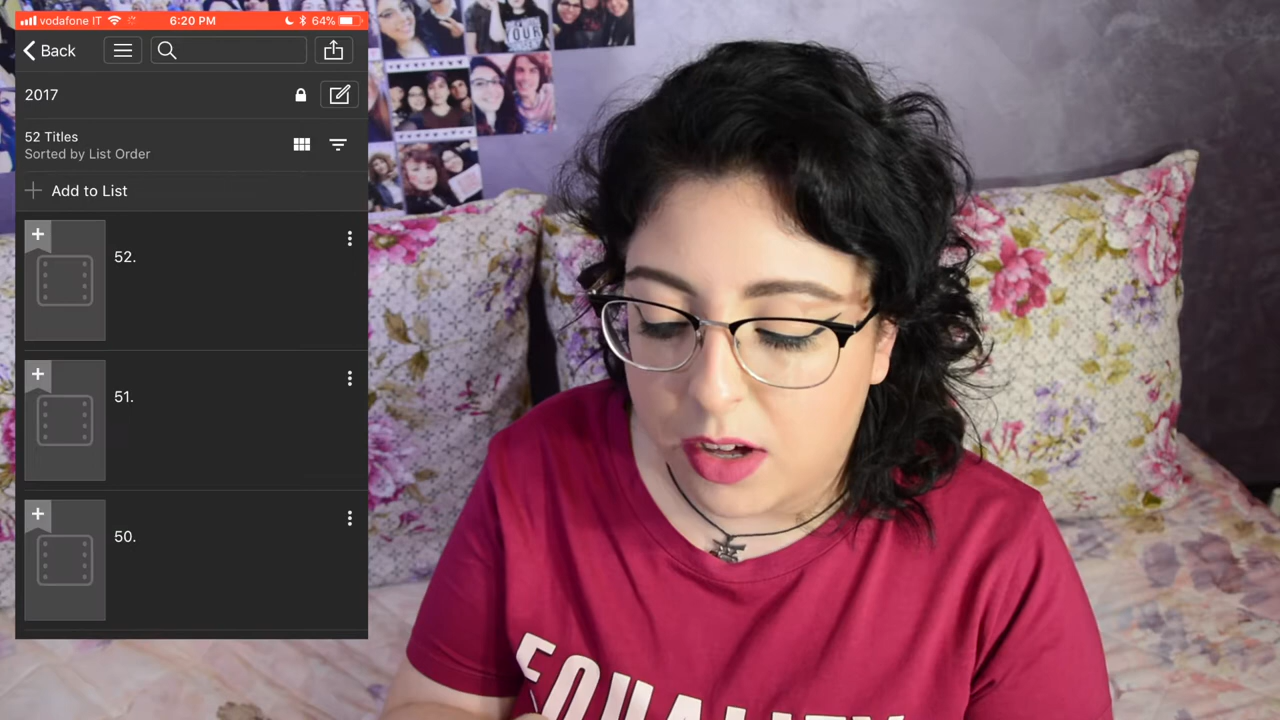 vodafone IT 6:20 PM 64%
Back
2017
52 Titles
Sorted by List Order
Add to List
52.
51.
50.
YOUR
EQUALITY